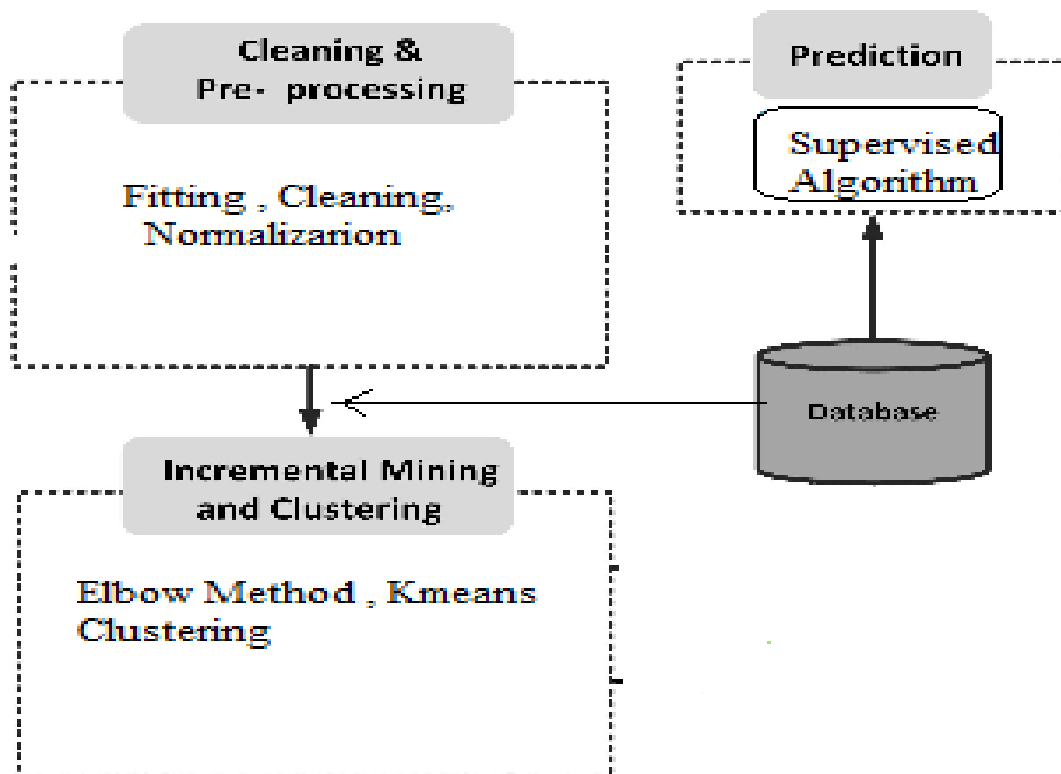 Cleaning &
Pre- processing
Fitting , Cleaning,
Normalizarion
Prediction
Supervised
Algorithm
Database
Incremental Mining
and Clustering
Elbow Method , Kmeans
Clustering